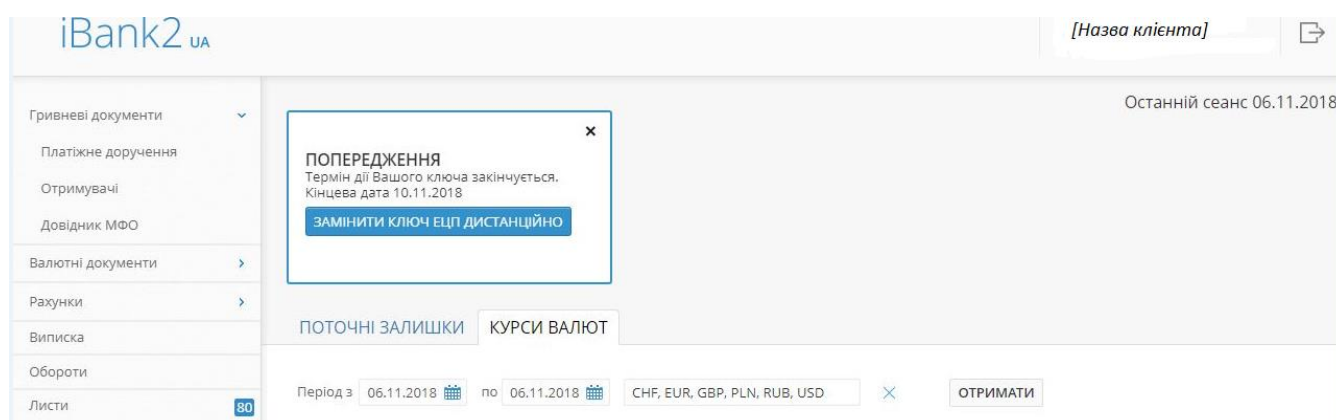 iBank2 UA
[Назва клієнта]
Останній сеанс 06.11.2018
Гривневі документи
Платіжне доручення
Отримувачі
Довідник МФО
Валютні документи
Рахунки
Виписка
Обороти
Листи 80
ПОПЕРЕДЖЕННЯ
Термін дії Вашого ключа закінчується.
Кінцева дата 10.11.2018
ЗАМІНИТИ КЛЮЧ ЕЦП ДИСТАНЦІЙНО
ПОТОЧНІ ЗАЛИШКИ КУРСИ ВАЛЮТ
Період з 06.11.2018 по 06.11.2018 CHF, EUR, GBP, PLN, RUB, USD ОТРИМАТИ